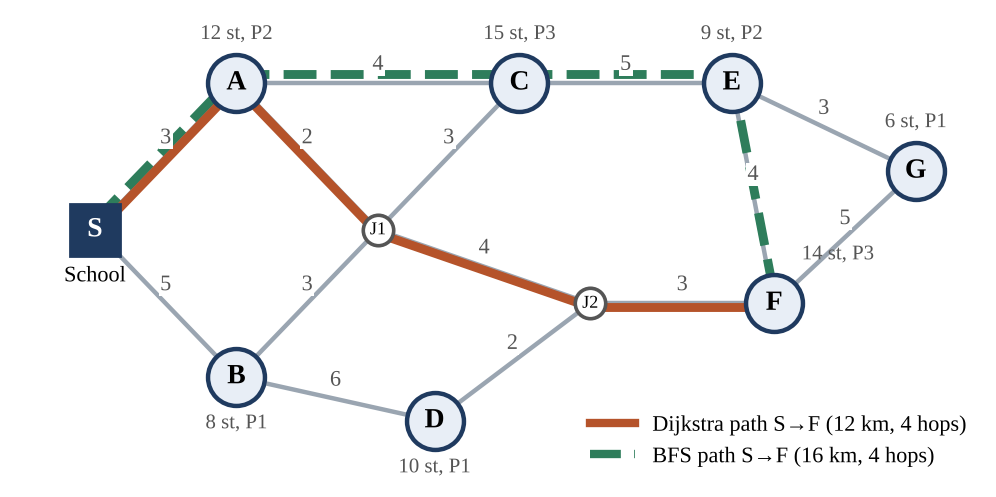 12 st, P2
15 st, P3
9 st, P2
A
4
C
5
E
3
6 st, P1
3
2
3
4
G
S
School
J1
4
5
14 st, P3
5
3
J2
3
F
2
B
6
8 st, P1
D
10 st, P1
Dijkstra path S→F (12 km, 4 hops)
BFS path S→F (16 km, 4 hops)